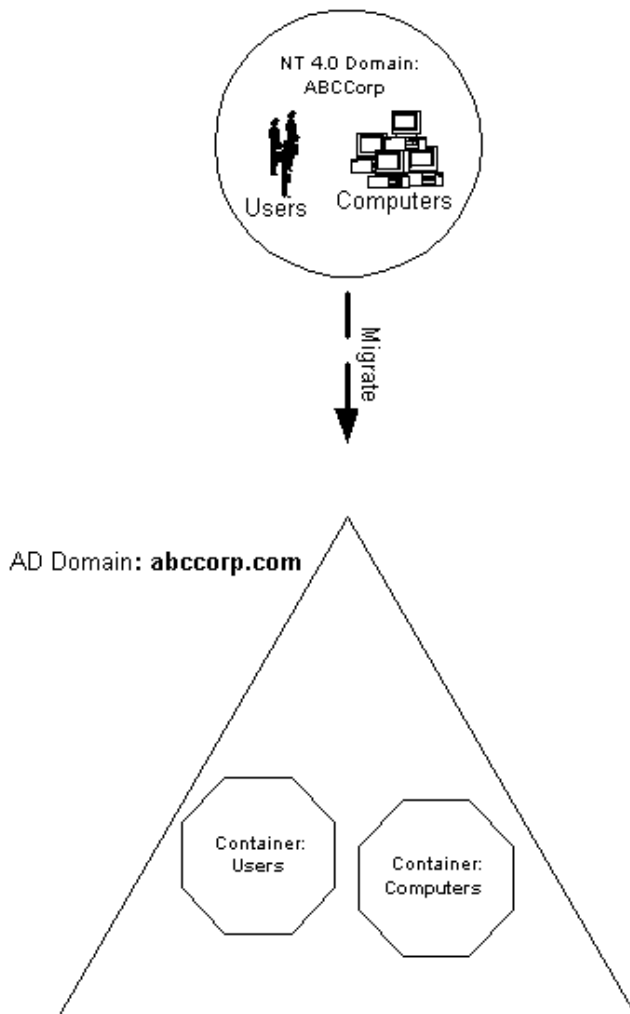 NT 4.0 Domain:
ABCCorp
Users
Computers
Migrate
AD Domain: abccorp.com
Container:
Users
Container:
Computers